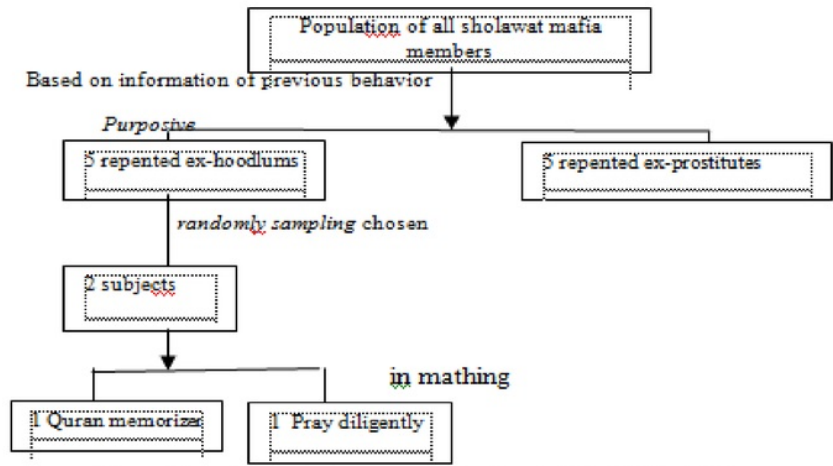 Population of all sholawat mafia
members
Based on information of previous behavior
Purposive
5 repented ex-hoodlums
5 repented ex-prostitutes
randomly sampling chosen
2 subjects
in mathing
1 Quran memorizer
1 Pray diligently